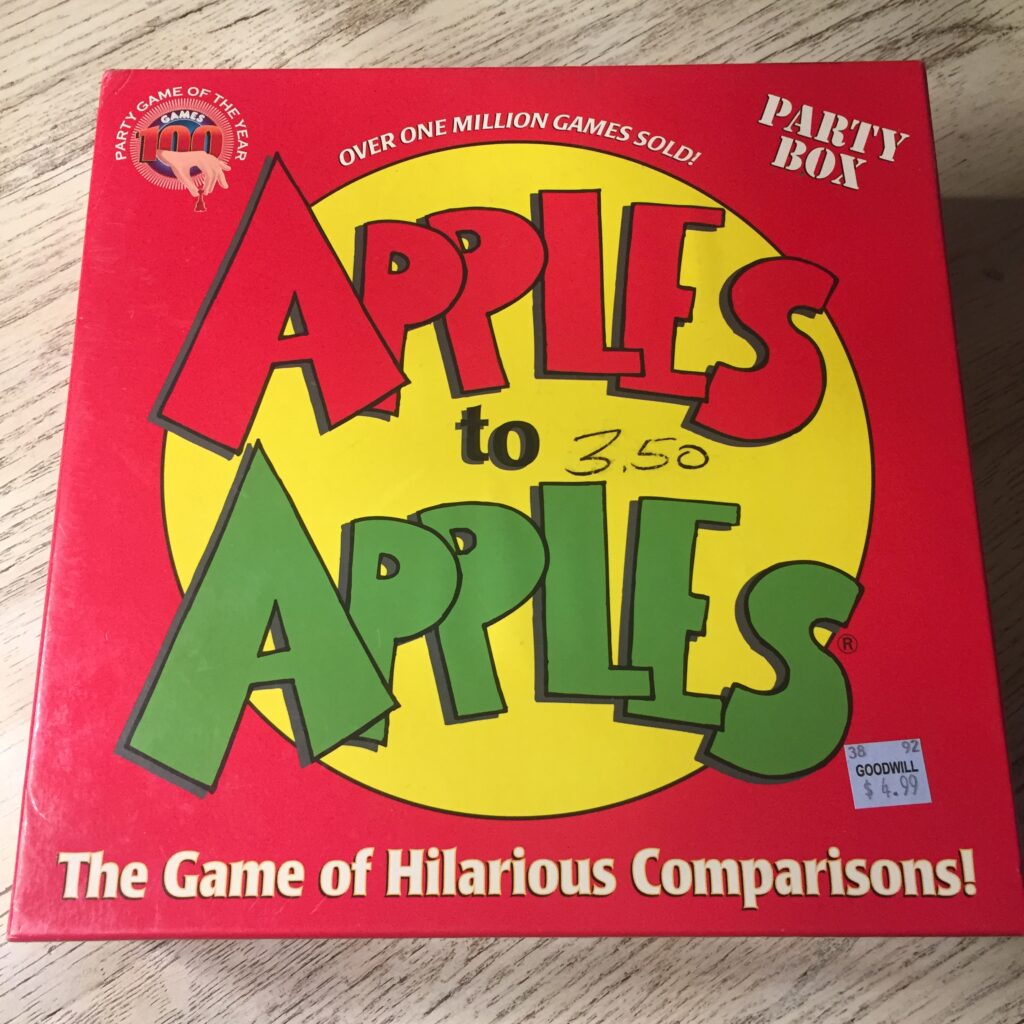 PARTY GAME OF THE YEAR
GAMES
100
OVER ONE MILLION GAMES SOLD!
PARTY
BOX
APPLES
to 3.50
APPLES®
38 92
GOODWILL
$ 4.99
The Game of Hilarious Comparisons!